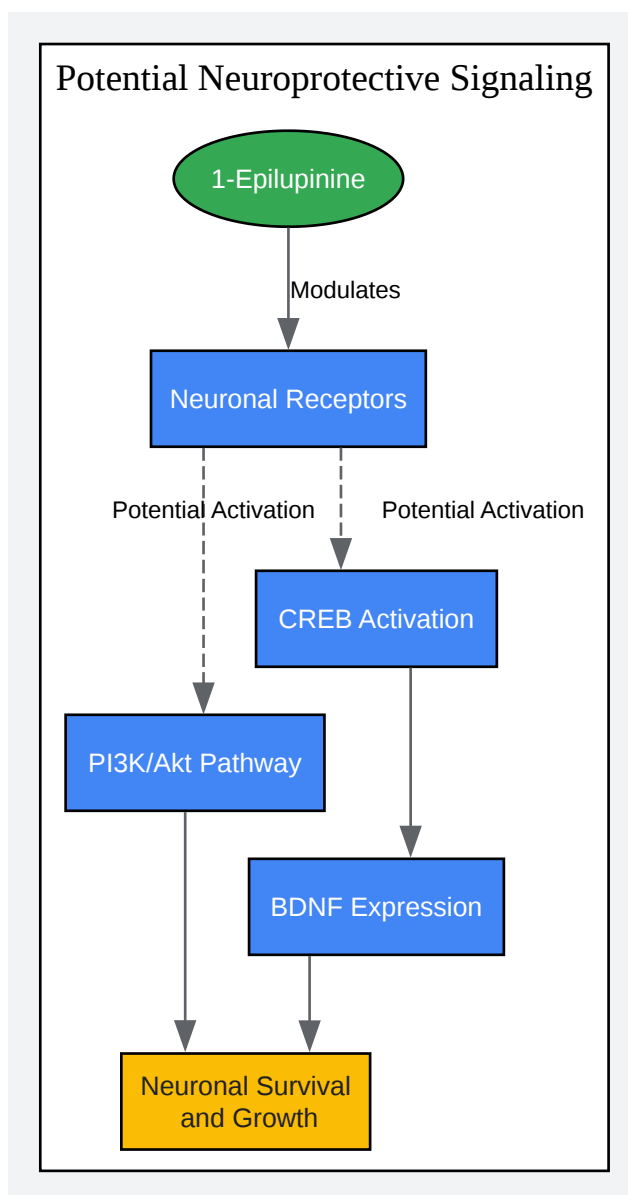 Potential Neuroprotective Signaling
1-Epilupinine
Modulates
Neuronal Receptors
Potential Activation
Potential Activation
CREB Activation
PI3K/Akt Pathway
BDNF Expression
Neuronal Survival
and Growth